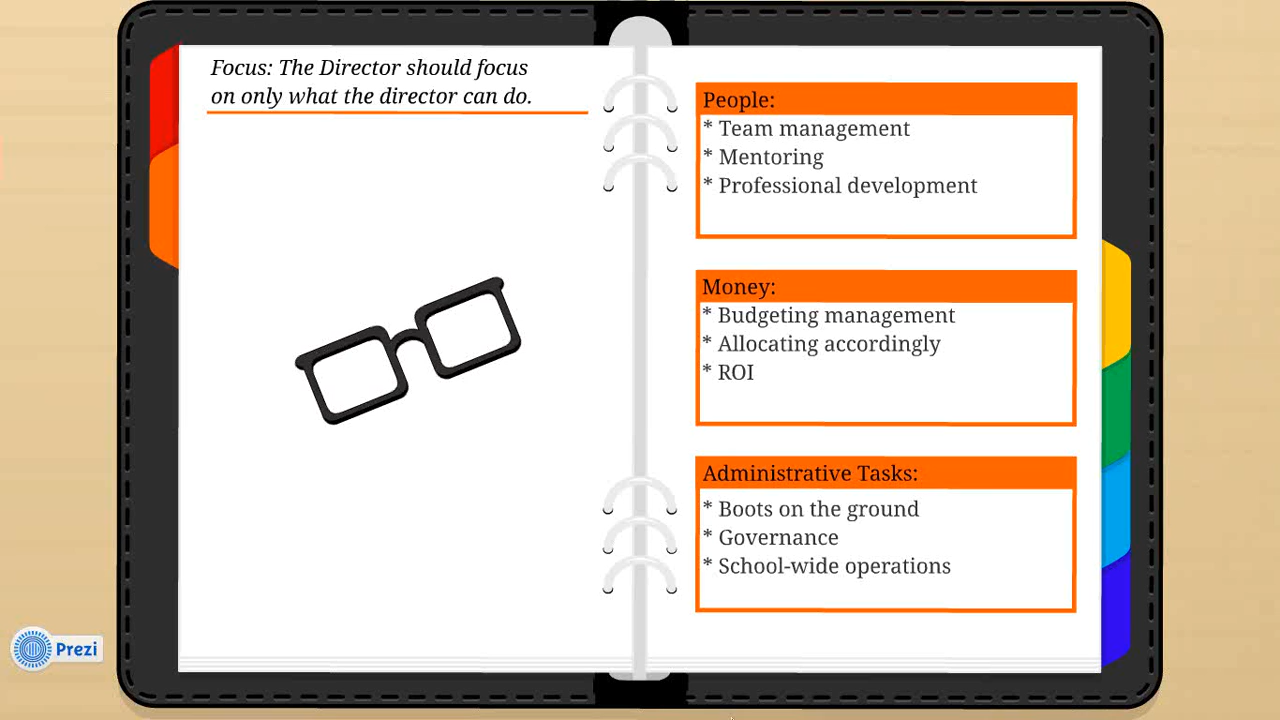 Focus: The Director should focus
on only what the director can do.
People:
* Team management
* Mentoring
* Professional development
Money:
* Budgeting management
* Allocating accordingly
* ROI
Administrative Tasks:
* Boots on the ground
* Governance
* School-wide operations
Prezi